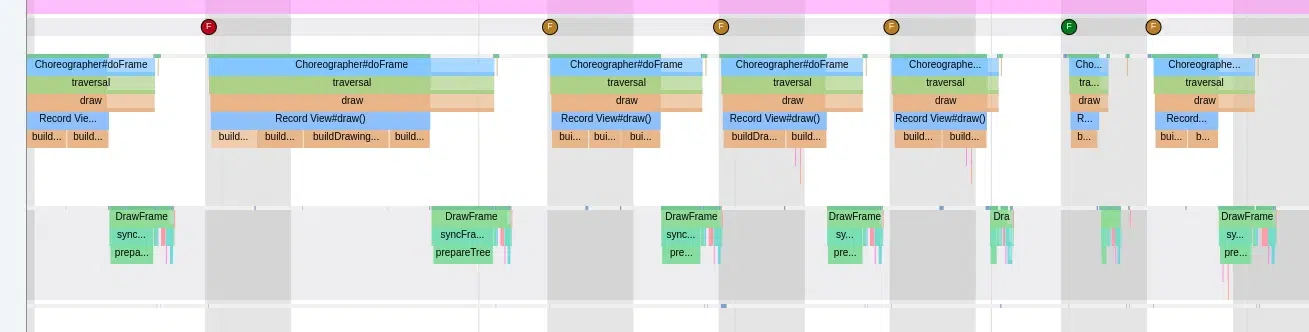 F F F F F F
Choreographer#doFrame Choreographer#doFrame Choreographer#doFrame Choreographer#doFrame Choreographe... Cho... Choreographe...
traversal traversal traversal traversal traversal tra... traversal
draw draw draw draw draw draw draw
Record Vie... Record View#draw() Record View#draw() Record View#draw() Record View#draw() R... Record...
build... build... build... build... buildDrawing... build... bui... bui... bui... buildDra... build... build... build... b... bui... b...
DrawFrame DrawFrame DrawFrame DrawFrame Dra DrawFrame
sync... syncFra... sync... sy... sy...
prepa... prepareTree pre... pre... pre...